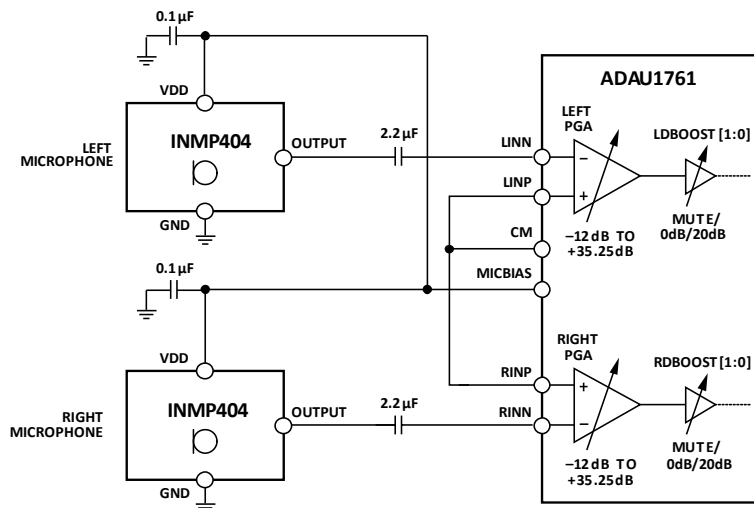 0.1µF
ADAU1761
VDD
INMP404
LEFT
MICROPHONE
OUTPUT
2.2µF
GND
LINN
LINP
CM
MICBIAS
LEFT
PGA
LDBOOST [1:0]
–12dB TO
+35.25dB
MUTE/
0dB/20dB
0.1µF
VDD
INMP404
RIGHT
MICROPHONE
OUTPUT
2.2µF
GND
RINP
RINN
RIGHT
PGA
RDBOOST [1:0]
–12dB TO
+35.25dB
MUTE/
0dB/20dB